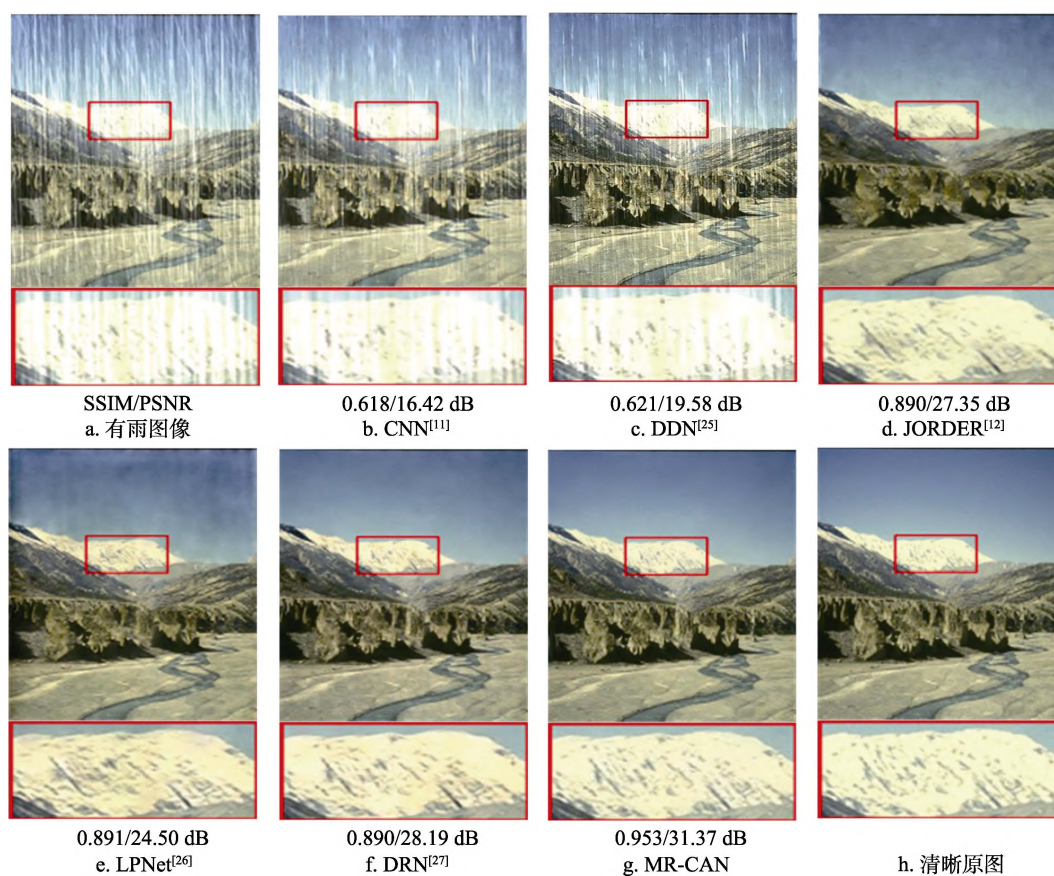 SSIM/PSNR
a. 有雨图像
0.618/16.42 dB
b. CNN[11]
0.621/19.58 dB
c. DDN[25]
0.890/27.35 dB
d. JORDER[12]
0.891/24.50 dB
e. LPNet[26]
0.890/28.19 dB
f. DRN[27]
0.953/31.37 dB
g. MR-CAN
h. 清晰原图